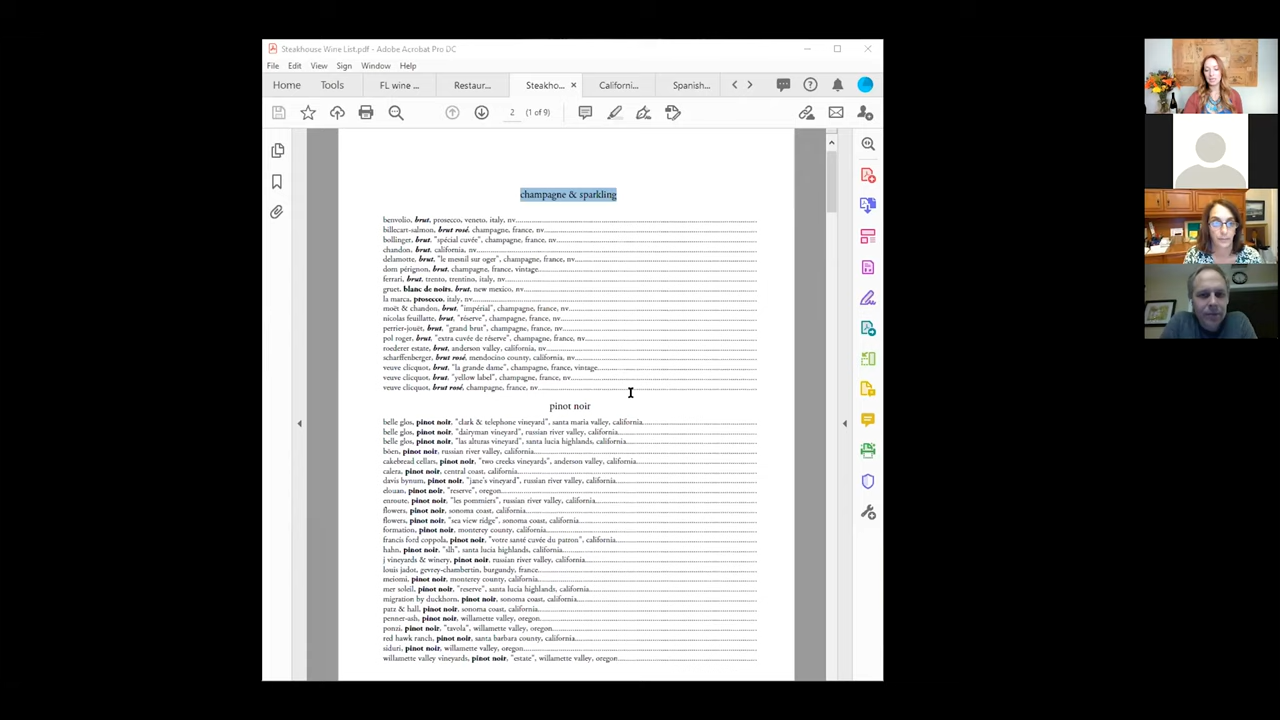 Steakhouse Wine List.pdf - Adobe Acrobat Pro DC
File Edit View Sign Window Help
Home Tools FL wine ... Restaur... Steakho... × Californi... Spanish...
2 (1 of 9)
champagne & sparkling
benvolio, brut, prosecco, veneto, italy, nv
billecart-salmon, brut rosé, champagne, france, nv
bollinger, brut, "spécial cuvée", champagne, france, nv
chandon, brut, california, nv
delamotte, brut, "le mesnil sur oger", champagne, france, nv
dom pérignon, brut, champagne, france, vintage
ferrari, brut, trento, trentino, italy, nv
gruet, blanc de noirs, brut, new mexico, nv
la marca, prosecco, italy, nv
moët & chandon, brut, "impérial", champagne, france, nv
nicolas feuillatte, brut, "réserve", champagne, france, nv
perrier-jouët, brut, "grand brut", champagne, france, nv
pol roger, brut, "extra cuvée de réserve", champagne, france, nv
roederer estate, brut, anderson valley, california, nv
scharffenberger, brut rosé, mendocino county, california, nv
veuve clicquot, brut, "la grande dame", champagne, france, vintage
veuve clicquot, brut, "yellow label", champagne, france, nv
veuve clicquot, brut rosé, champagne, france, nv
pinot noir
belle glos, pinot noir, "clark & telephone vineyard", santa maria valley, california
belle glos, pinot noir, "dairyman vineyard", russian river valley, california
belle glos, pinot noir, "las alturas vineyard", santa lucia highlands, california
böen, pinot noir, russian river valley, california
cakebread cellars, pinot noir, "two creeks vineyards", anderson valley, california
calera, pinot noir, central coast, california
davis bynum, pinot noir, "jane's vineyard", russian river valley, california
elouan, pinot noir, "reserve", oregon
enroute, pinot noir, "les pommiers", russian river valley, california
flowers, pinot noir, sonoma coast, california
flowers, pinot noir, "sea view ridge", sonoma coast, california
formation, pinot noir, monterey county, california
francis ford coppola, pinot noir, "votre santé cuvée du patron", california
hahn, pinot noir, "slh", santa lucia highlands, california
j vineyards & winery, pinot noir, russian river valley, california
louis jadot, gevrey-chambertin, burgundy, france
meiomi, pinot noir, monterey county, california
mer soleil, pinot noir, "reserve", santa lucia highlands, california
migration by duckhorn, pinot noir, sonoma coast, california
patz & hall, pinot noir, sonoma coast, california
penner-ash, pinot noir, willamette valley, oregon
ponzi, pinot noir, "tavola", willamette valley, oregon
red hawk ranch, pinot noir, santa barbara county, california
siduri, pinot noir, willamette valley, oregon
willamette valley vineyards, pinot noir, "estate", willamette valley, oregon